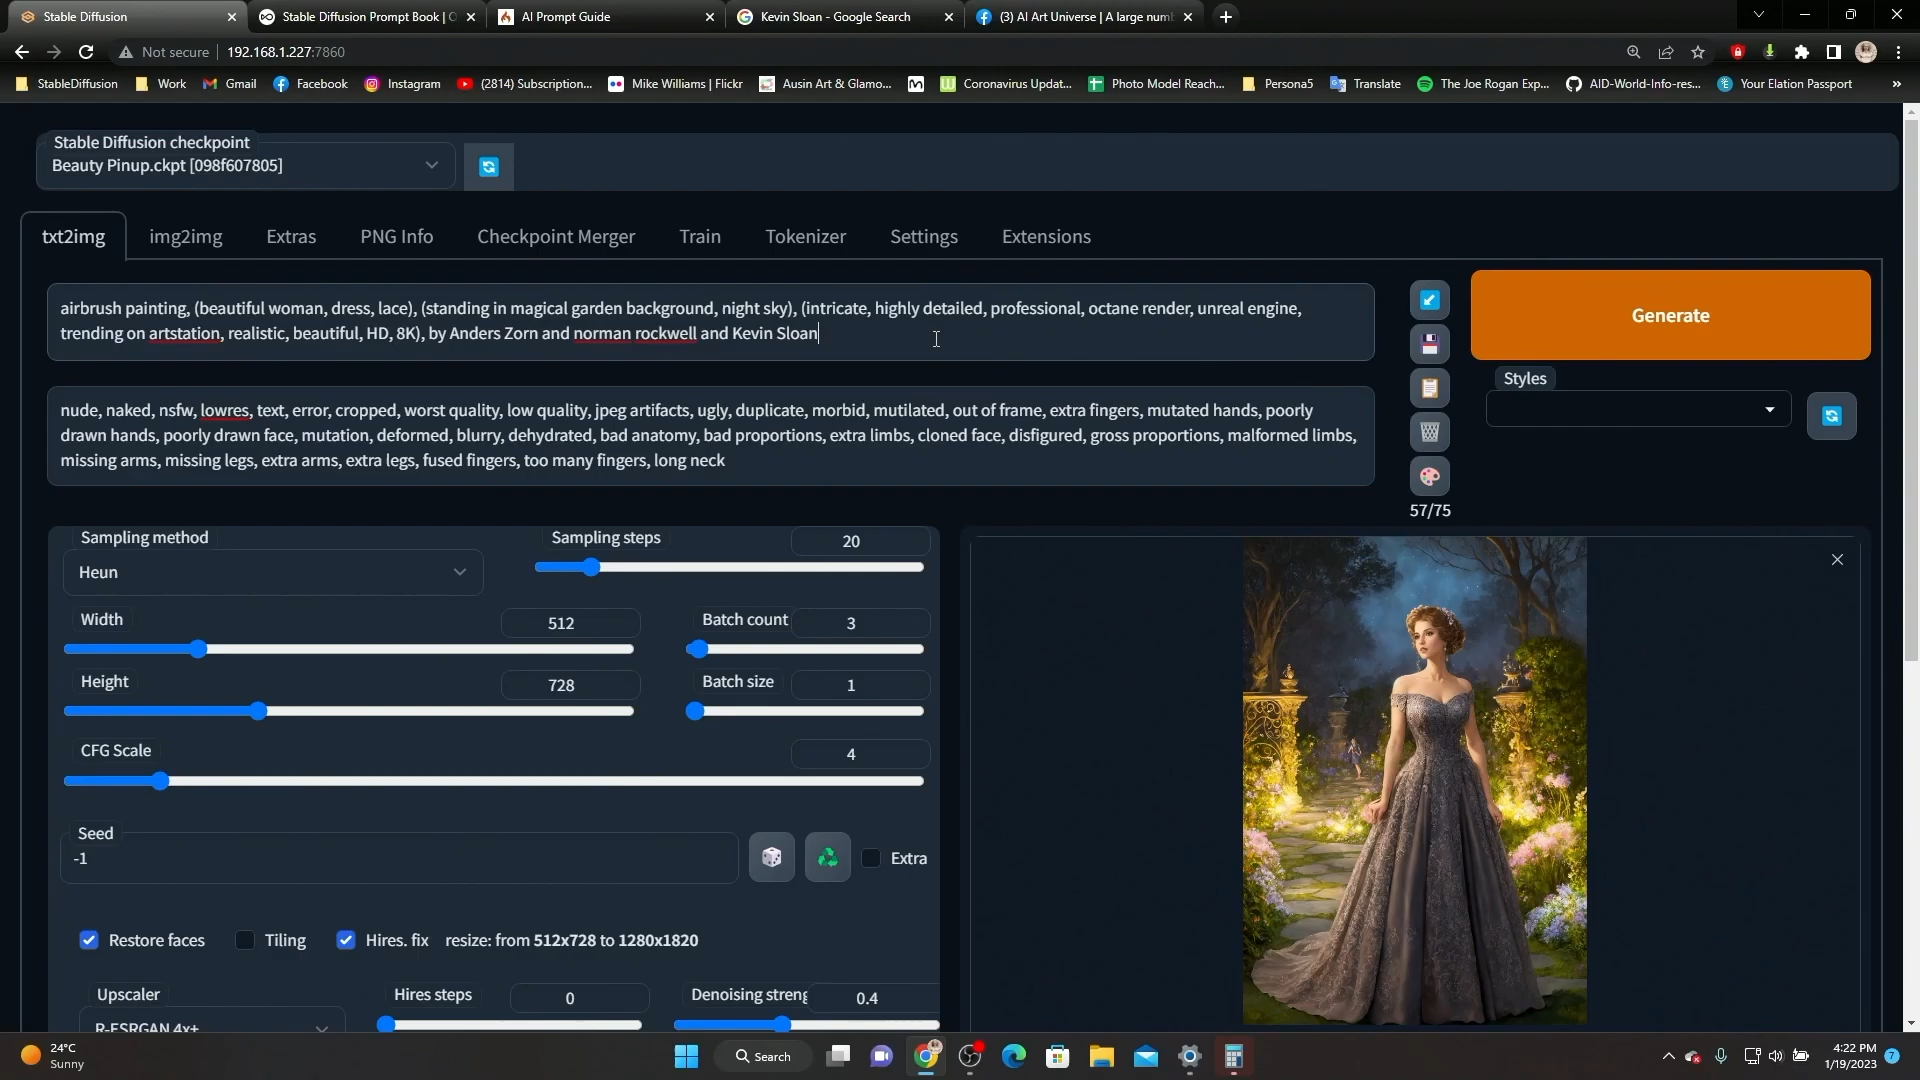 Stable Diffusion
Stable Diffusion Prompt Book | O
AI Prompt Guide
Kevin Sloan - Google Search
(3) AI Art Universe | A large num
Not secure
192.168.1.227:7860
StableDiffusion
Work
Gmail
Facebook
Instagram
(2814) Subscription...
Mike Williams | Flickr
Ausin Art & Glamo...
Coronavirus Updat...
Photo Model Reach...
Persona5
Translate
The Joe Rogan Exp...
AID-World-Info-res...
Your Elation Passport
»
Stable Diffusion checkpoint
Beauty Pinup.ckpt [098f607805]
txt2img
img2img
Extras
PNG Info
Checkpoint Merger
Train
Tokenizer
Settings
Extensions
airbrush painting, (beautiful woman, dress, lace), (standing in magical garden background, night sky), (intricate, highly detailed, professional, octane render, unreal engine,
trending on artstation, realistic, beautiful, HD, 8K), by Anders Zorn and norman rockwell and Kevin Sloan
Generate
Styles
nude, naked, nsfw, lowres, text, error, cropped, worst quality, low quality, jpeg artifacts, ugly, duplicate, morbid, mutilated, out of frame, extra fingers, mutated hands, poorly
drawn hands, poorly drawn face, mutation, deformed, blurry, dehydrated, bad anatomy, bad proportions, extra limbs, cloned face, disfigured, gross proportions, malformed limbs,
missing arms, missing legs, extra arms, extra legs, fused fingers, too many fingers, long neck
57/75
Sampling method
Heun
Sampling steps
20
Width
512
Batch count
3
Height
728
Batch size
1
CFG Scale
4
Seed
-1
Extra
Restore faces
Tiling
Hires. fix
resize: from 512x728 to 1280x1820
Upscaler
R-ESRGAN 4x+
Hires steps
0
Denoising streng
0.4
24°C
Sunny
Search
4:22 PM
1/19/2023
7